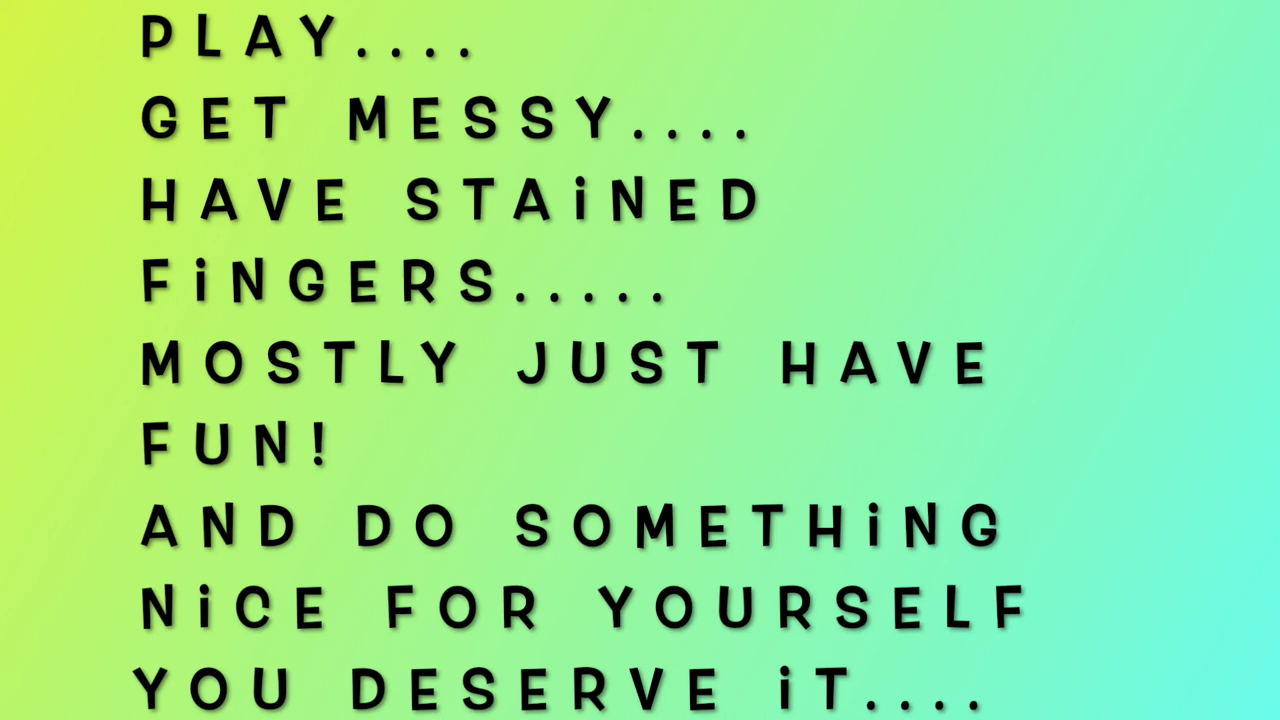 PLAY....
GET MESSY....
HAVE STAiNED
FiNGERS.....
MOSTLY JUST HAVE
FUN!
AND DO SOMETHiNG
NiCE FOR YOURSELF
YOU DESERVE iT....